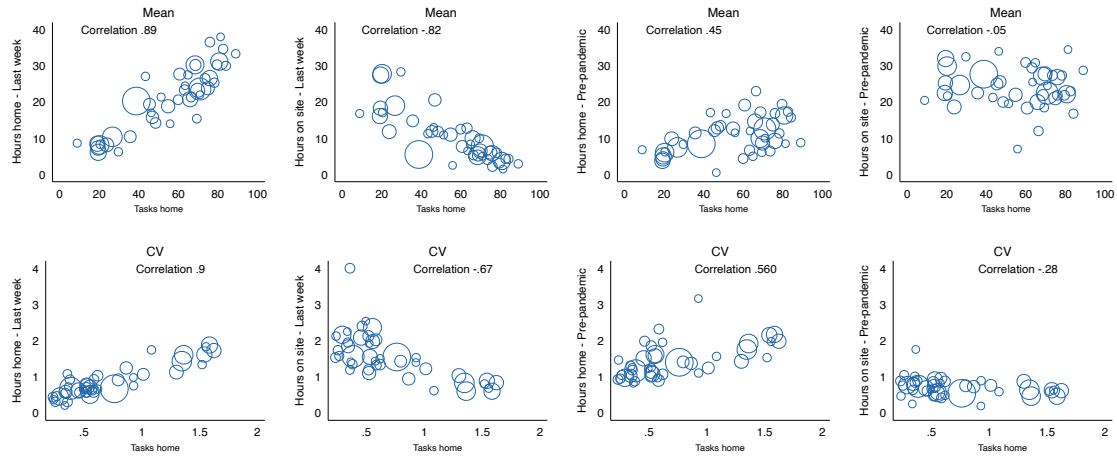 Mean
Correlation .89
Hours home - Last week
40
30
20
10
0
0 20 40 60 80 100
Tasks home
Mean
Correlation -.82
Hours on site - Last week
40
30
20
10
0
0 20 40 60 80 100
Tasks home
Mean
Correlation .45
Hours home - Pre-pandemic
40
30
20
10
0
0 20 40 60 80 100
Tasks home
Mean
Correlation -.05
Hours on site - Pre-pandemic
40
30
20
10
0
0 20 40 60 80 100
Tasks home
CV
Correlation .9
Hours home - Last week
4
3
2
1
0
.5 1 1.5 2
Tasks home
CV
Correlation -.67
Hours on site - Last week
4
3
2
1
0
.5 1 1.5 2
Tasks home
CV
Correlation .560
Hours home - Pre-pandemic
4
3
2
1
0
.5 1 1.5 2
Tasks home
CV
Correlation -.28
Hours on site - Pre-pandemic
4
3
2
1
0
.5 1 1.5 2
Tasks home